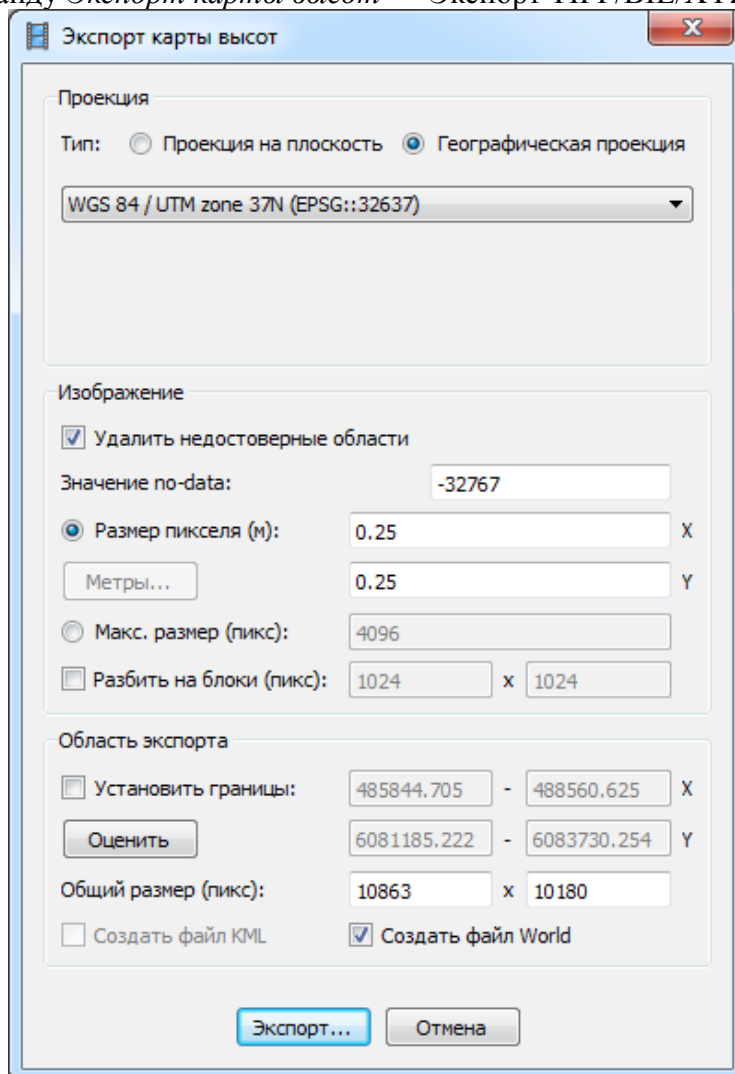 Экспорт карты высот
Экспорт карты высот
Проекция
Тип: Проекция на плоскость Географическая проекция
WGS 84 / UTM zone 37N (EPSG::32637)
Изображение
Удалить недостоверные области
Значение no-data: -32767
Размер пикселя (м): 0.25 X
Метры... 0.25 Y
Макс. размер (пикс): 4096
Разбить на блоки (пикс): 1024 x 1024
Область экспорта
Установить границы: 485844.705 - 488560.625 X
Оценить 6081185.222 - 6083730.254 Y
Общий размер (пикс): 10863 x 10180
Создать файл KML Создать файл World
Экспорт... Отмена